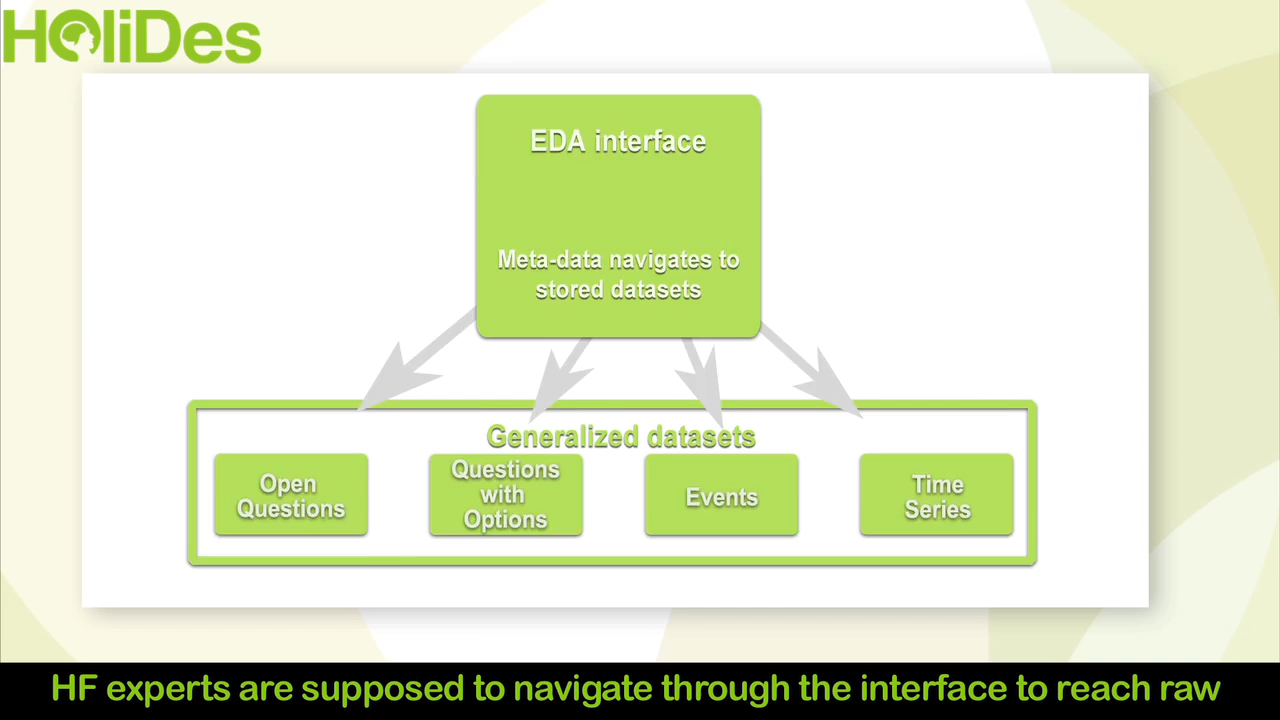 HoliDes
EDA interface
Meta-data navigates to
stored datasets
Generalized datasets
Open
Questions
Questions
with
Options
Events
Time
Series
HF experts are supposed to navigate through the interface to reach raw